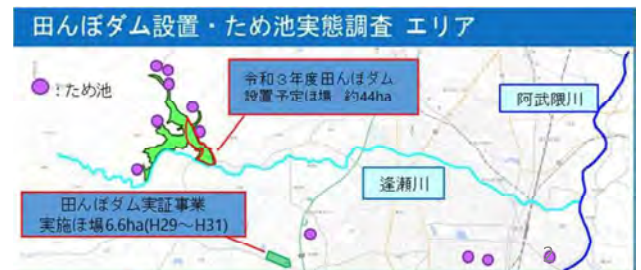 田んぼダム設置・ため池実態調査 エリア
：ため池
令和３年度田んぼダム
設置予定ほ場 約44ha
阿武隈川
逢瀬川
田んぼダム実証事業
実施ほ場6.6ha(H29～H31)